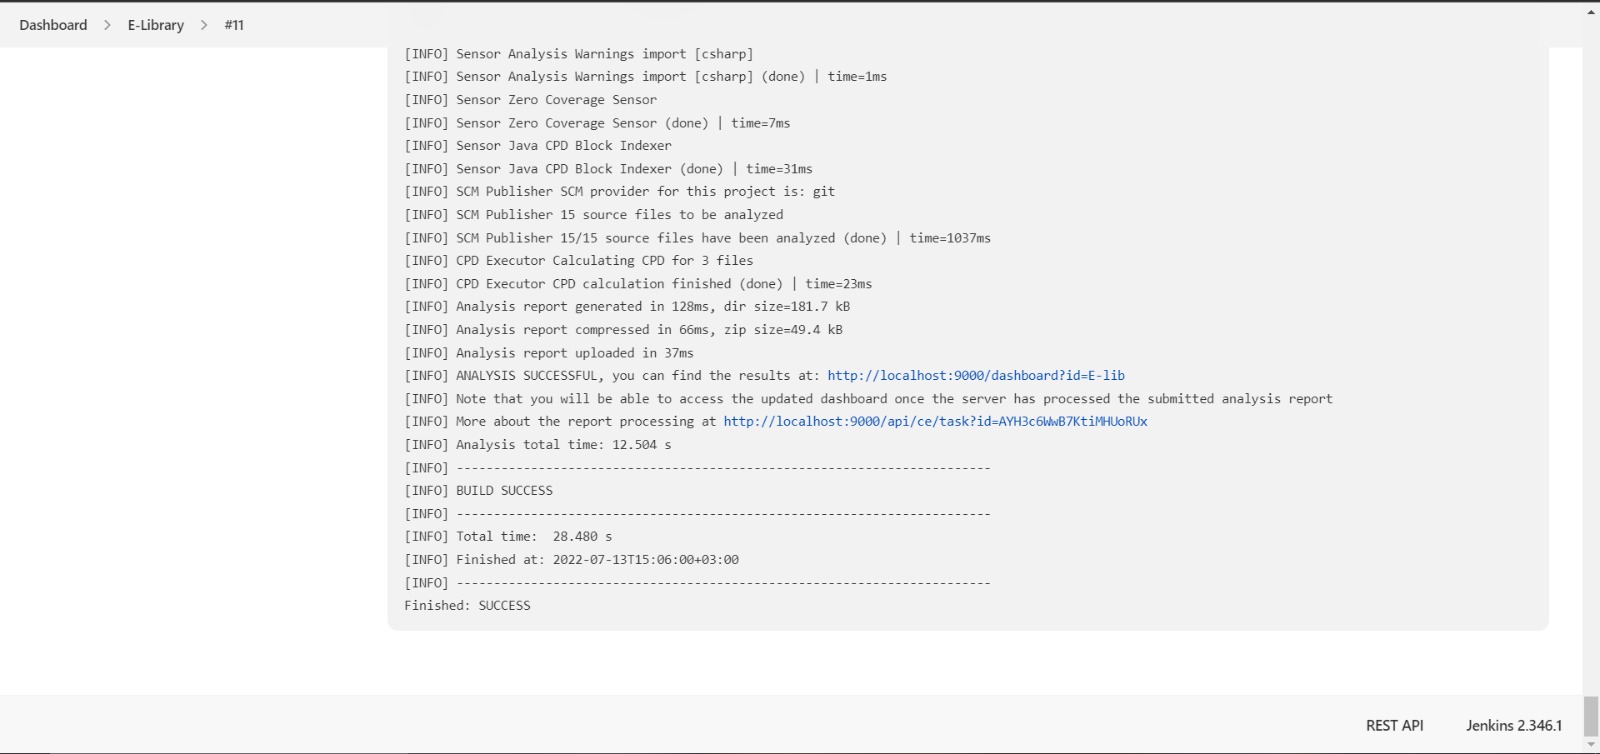 Dashboard > E-Library > #11
[INFO] Sensor Analysis Warnings import [csharp]
[INFO] Sensor Analysis Warnings import [csharp] (done) | time=1ms
[INFO] Sensor Zero Coverage Sensor
[INFO] Sensor Zero Coverage Sensor (done) | time=7ms
[INFO] Sensor Java CPD Block Indexer
[INFO] Sensor Java CPD Block Indexer (done) | time=31ms
[INFO] SCM Publisher SCM provider for this project is: git
[INFO] SCM Publisher 15 source files to be analyzed
[INFO] SCM Publisher 15/15 source files have been analyzed (done) | time=1037ms
[INFO] CPD Executor Calculating CPD for 3 files
[INFO] CPD Executor CPD calculation finished (done) | time=23ms
[INFO] Analysis report generated in 128ms, dir size=181.7 kB
[INFO] Analysis report compressed in 66ms, zip size=49.4 kB
[INFO] Analysis report uploaded in 37ms
[INFO] ANALYSIS SUCCESSFUL, you can find the results at: http://localhost:9000/dashboard?id=E-lib
[INFO] Note that you will be able to access the updated dashboard once the server has processed the submitted analysis report
[INFO] More about the report processing at http://localhost:9000/api/ce/task?id=AYH3c6WwB7KtiMHUoRUx
[INFO] Analysis total time: 12.504 s
[INFO] ------------------------------------------------------------------------
[INFO] BUILD SUCCESS
[INFO] ------------------------------------------------------------------------
[INFO] Total time:  28.480 s
[INFO] Finished at: 2022-07-13T15:06:00+03:00
[INFO] ------------------------------------------------------------------------
Finished: SUCCESS
REST API Jenkins 2.346.1